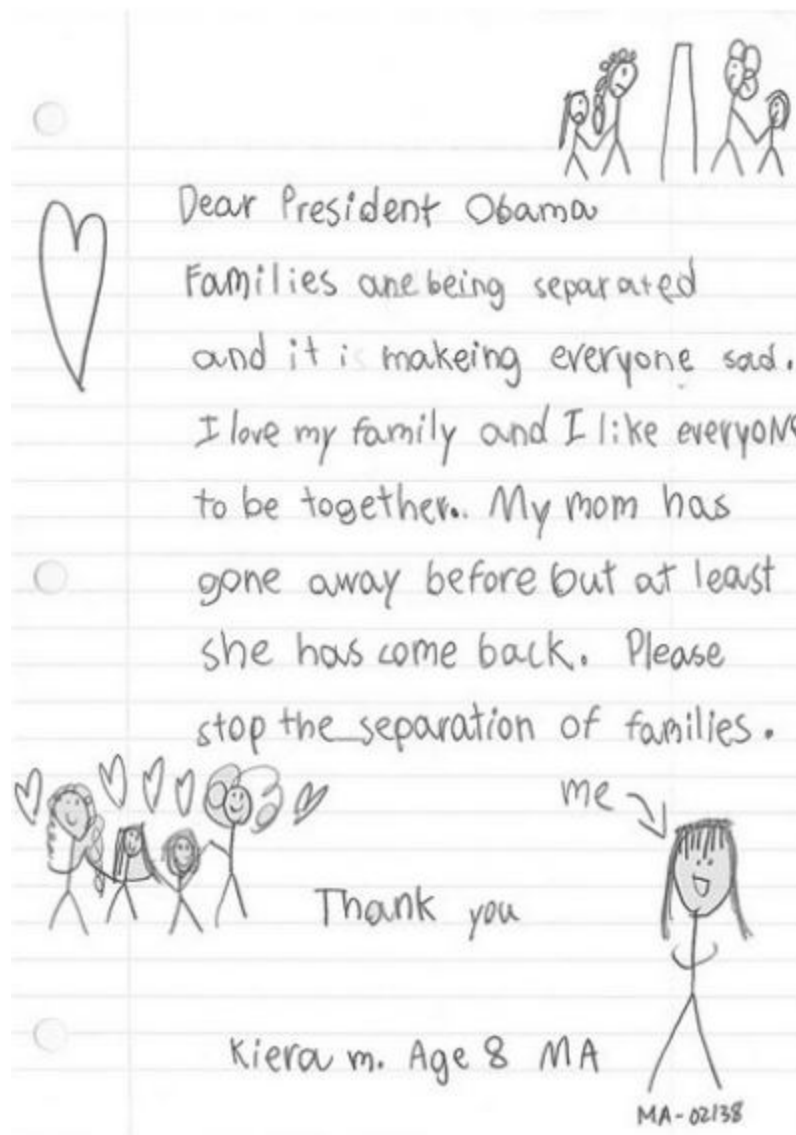 Dear President Obama
Families are being separated
and it is makeing everyone sad.
I love my family and I like everyone
to be together.. My mom has
gone away before but at least
she has come back. Please
stop the separation of families.
me
Thank you
Kiera m. Age 8 MA
MA-02138